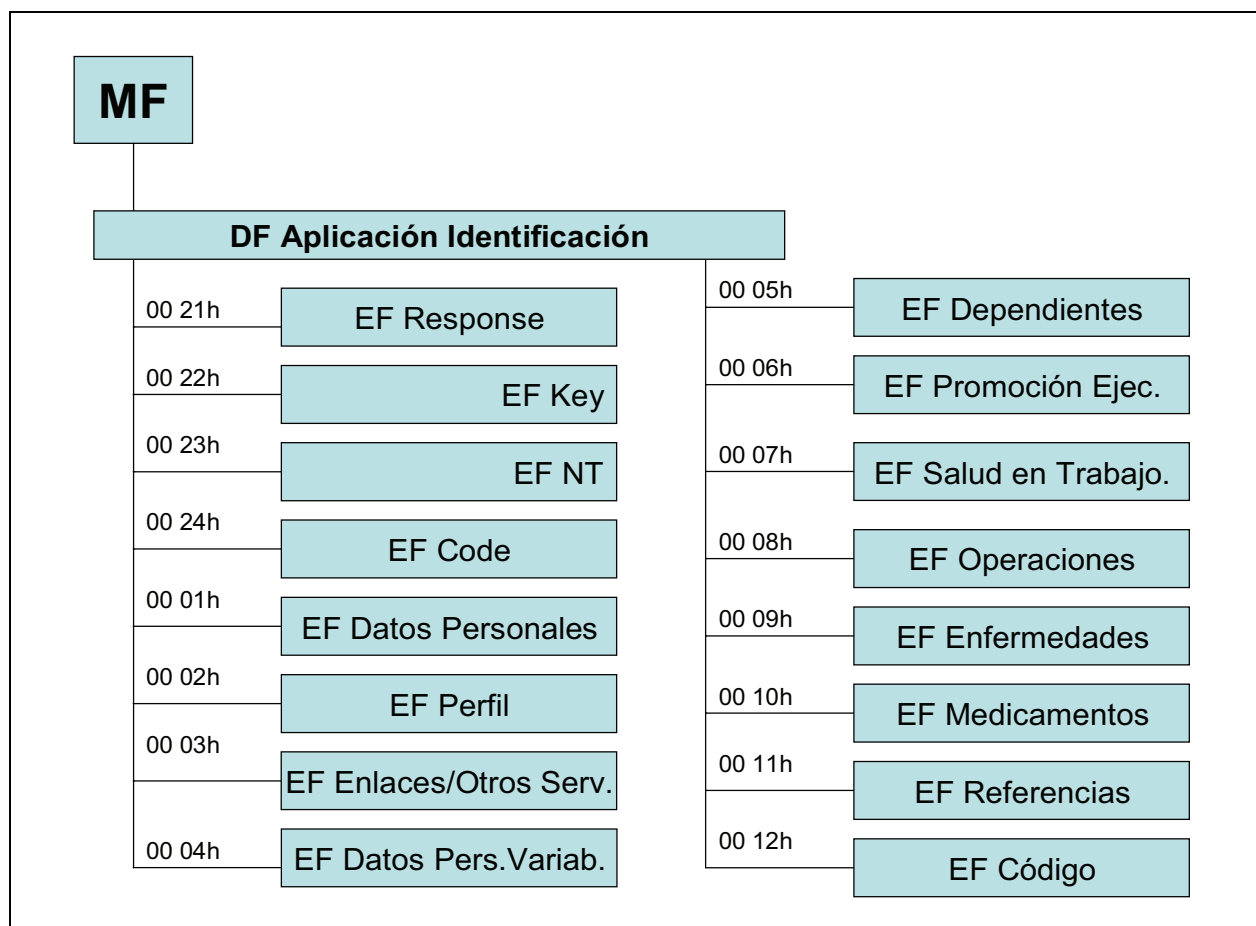 MF
DF Aplicación Identificación
00 21h
EF Response
00 22h
EF Key
00 23h
EF NT
00 24h
EF Code
00 01h
EF Datos Personales
00 02h
EF Perfil
00 03h
EF Enlaces/Otros Serv.
00 04h
EF Datos Pers.Variab.
00 05h
EF Dependientes
00 06h
EF Promoción Ejec.
00 07h
EF Salud en Trabajo.
00 08h
EF Operaciones
00 09h
EF Enfermedades
00 10h
EF Medicamentos
00 11h
EF Referencias
00 12h
EF Código